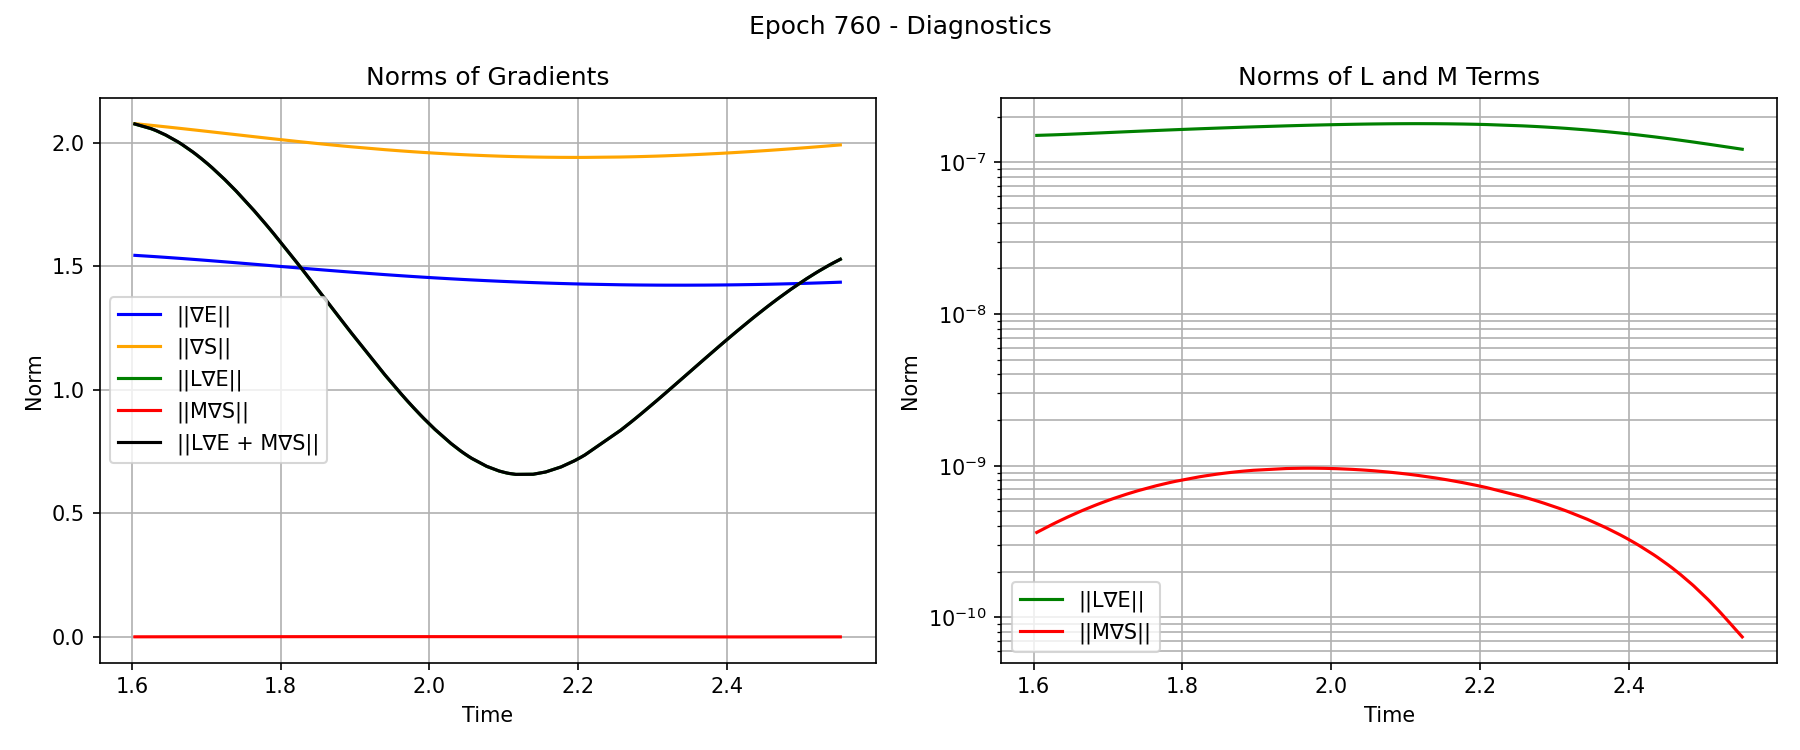 Epoch 760 - Diagnostics
Norms of Gradients
Norm
2.0
1.5
1.0
0.5
0.0
||∇E||
||∇S||
||L∇E||
||M∇S||
||L∇E + M∇S||
1.6
1.8
2.0
2.2
2.4
Time
Norms of L and M Terms
Norm
10⁻⁷
10⁻⁸
10⁻⁹
10⁻¹⁰
||L∇E||
||M∇S||
1.6
1.8
2.0
2.2
2.4
Time